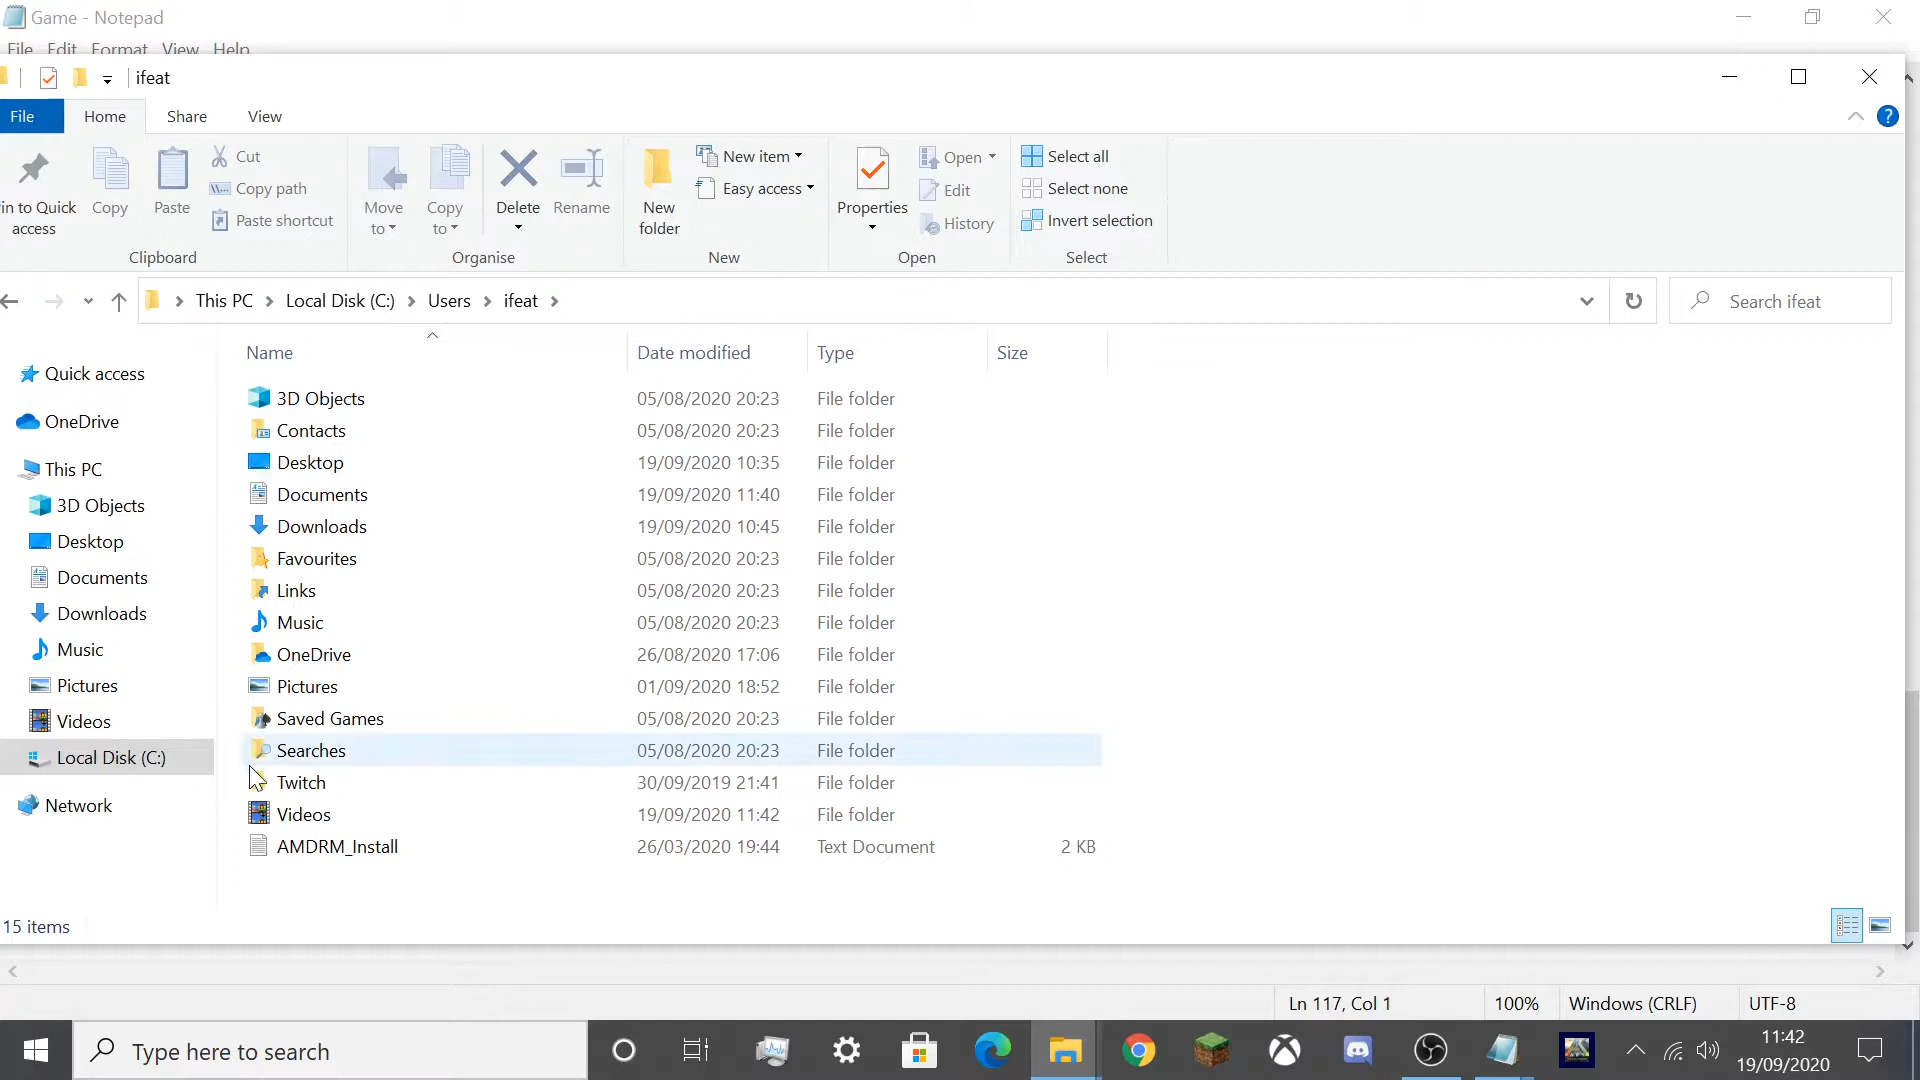 Game - Notepad
File Edit Format View Help
ifeat
File Home Share View
in to Quick access
Copy
Paste
Cut
Copy path
Paste shortcut
Clipboard
Move to
Copy to
Delete
Rename
Organise
New folder
New item
Easy access
New
Properties
Open
Edit
History
Open
Select all
Select none
Invert selection
Select
This PC > Local Disk (C:) > Users > ifeat >
Search ifeat
Quick access
OneDrive
This PC
3D Objects
Desktop
Documents
Downloads
Music
Pictures
Videos
Local Disk (C:)
Network
Name Date modified Type Size
3D Objects 05/08/2020 20:23 File folder
Contacts 05/08/2020 20:23 File folder
Desktop 19/09/2020 10:35 File folder
Documents 19/09/2020 11:40 File folder
Downloads 19/09/2020 10:45 File folder
Favourites 05/08/2020 20:23 File folder
Links 05/08/2020 20:23 File folder
Music 05/08/2020 20:23 File folder
OneDrive 26/08/2020 17:06 File folder
Pictures 01/09/2020 18:52 File folder
Saved Games 05/08/2020 20:23 File folder
Searches 05/08/2020 20:23 File folder
Twitch 30/09/2019 21:41 File folder
Videos 19/09/2020 11:42 File folder
AMDRM_Install 26/03/2020 19:44 Text Document 2 KB
15 items
Ln 117, Col 1 100% Windows (CRLF) UTF-8
Type here to search
11:42
19/09/2020